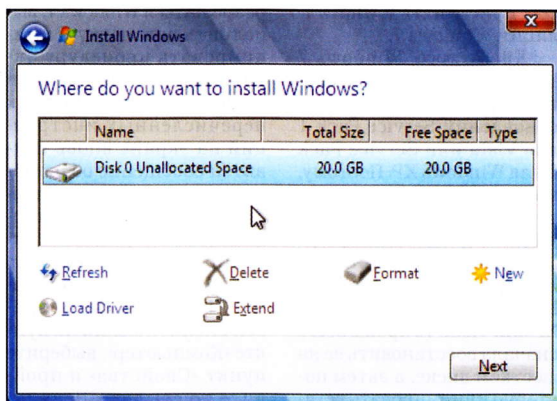 Install Windows
Where do you want to install Windows?
Name Total Size Free Space Type
Disk 0 Unallocated Space 20.0 GB 20.0 GB
Refresh Delete Format New
Load Driver Extend
Next